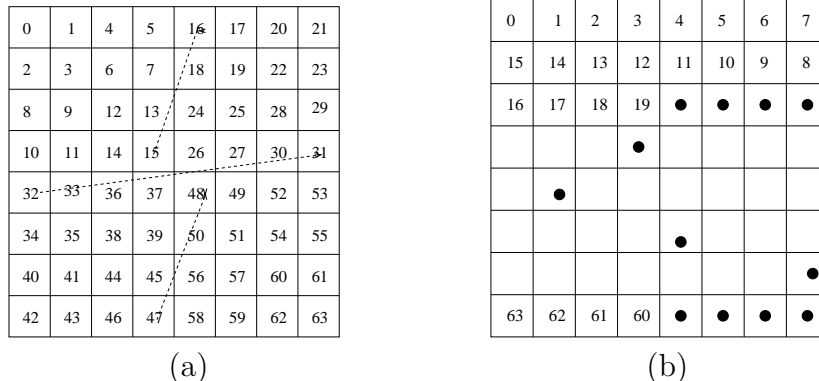 0 1 4 5 16 17 20 21
2 3 6 7 18 19 22 23
8 9 12 13 24 25 28 29
10 11 14 15 26 27 30 31
32 33 36 37 48 49 52 53
34 35 38 39 50 51 54 55
40 41 44 45 56 57 60 61
42 43 46 47 58 59 62 63
(a)
0 1 2 3 4 5 6 7
15 14 13 12 11 10 9 8
16 17 18 19
63 62 61 60
(b)